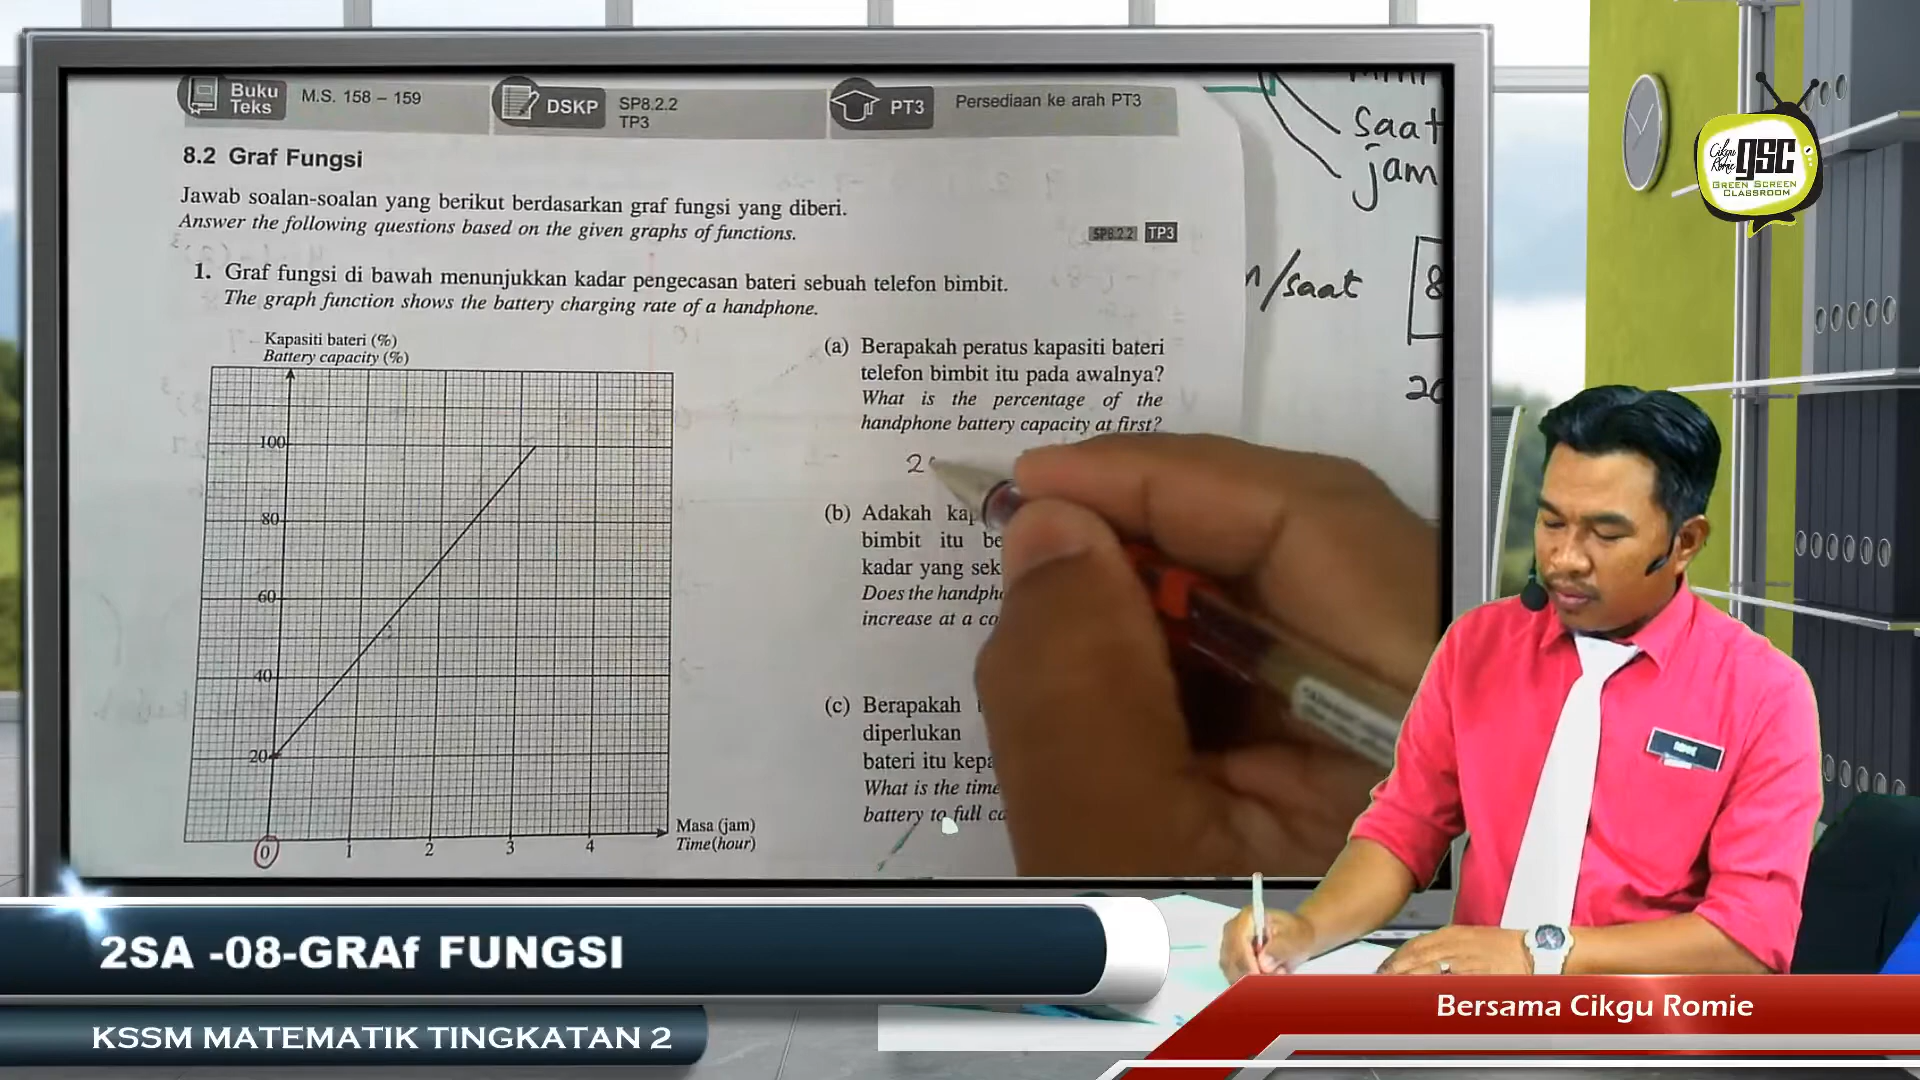 Buku
Teks
M.S. 158 – 159
DSKP
SP8.2.2
TP3
PT3
Persediaan ke arah PT3
saat
jam
8.2 Graf Fungsi
Jawab soalan-soalan yang berikut berdasarkan graf fungsi yang diberi.
Answer the following questions based on the given graphs of functions.
SP8.2.2 TP3
/saat
8
20
1. Graf fungsi di bawah menunjukkan kadar pengecasan bateri sebuah telefon bimbit.
The graph function shows the battery charging rate of a handphone.
Kapasiti bateri (%)
Battery capacity (%)
100
80
60
40
20
0 1 2 3 4
Masa (jam)
Time (hour)
(a) Berapakah peratus kapasiti bateri
telefon bimbit itu pada awalnya?
What is the percentage of the
handphone battery capacity at first?
2
(b) Adakah
bimbit itu
kadar yang
Does the
increase at a
(c) Berapakah
diperlukan
bateri itu
What is the time
battery to full
Cikgu
Romie
GSC
GREEN SCREEN
CLASSROOM
2SA -08-GRAf FUNGSI
KSSM MATEMATIK TINGKATAN 2
Bersama Cikgu Romie